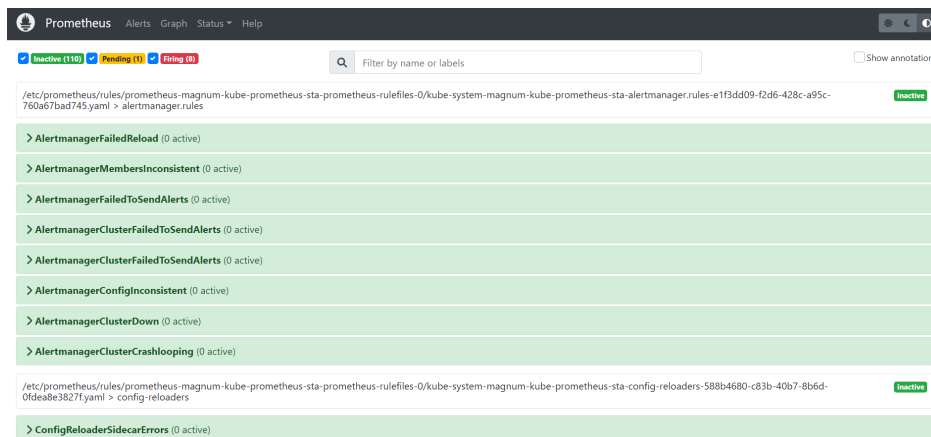 Prometheus Alerts Graph Status Help
Inactive (110) Pending (1) Firing (8)
Filter by name or labels
Show annotation
/etc/prometheus/rules/prometheus-magnum-kube-prometheus-sta-prometheus-rulefiles-0/kube-system-magnum-kube-prometheus-sta-alertmanager.rules-e1f3dd09-f2d6-428c-a95c-
760a67bad745.yaml > alertmanager.rules
inactive
AlertmanagerFailedReload (0 active)
AlertmanagerMembersInconsistent (0 active)
AlertmanagerFailedToSendAlerts (0 active)
AlertmanagerClusterFailedToSendAlerts (0 active)
AlertmanagerClusterFailedToSendAlerts (0 active)
AlertmanagerConfigInconsistent (0 active)
AlertmanagerClusterDown (0 active)
AlertmanagerClusterCrashlooping (0 active)
/etc/prometheus/rules/prometheus-magnum-kube-prometheus-sta-prometheus-rulefiles-0/kube-system-magnum-kube-prometheus-sta-config-reloaders-588b4680-c83b-40b7-8b6d-
0fdea8e3827f.yaml > config-reloaders
inactive
ConfigReloaderSidecarErrors (0 active)